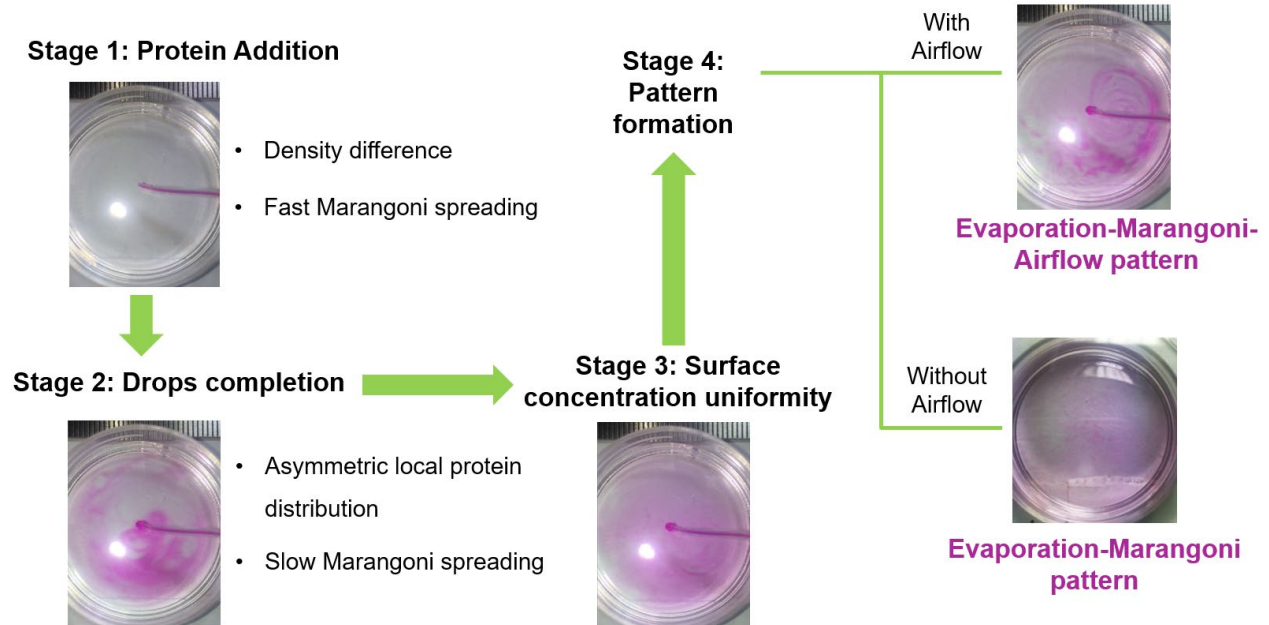 Stage 1: Protein Addition
• Density difference
• Fast Marangoni spreading
Stage 2: Drops completion
• Asymmetric local protein
distribution
• Slow Marangoni spreading
Stage 3: Surface
concentration uniformity
Stage 4:
Pattern
formation
With
Airflow
Evaporation-Marangoni-
Airflow pattern
Without
Airflow
Evaporation-Marangoni
pattern